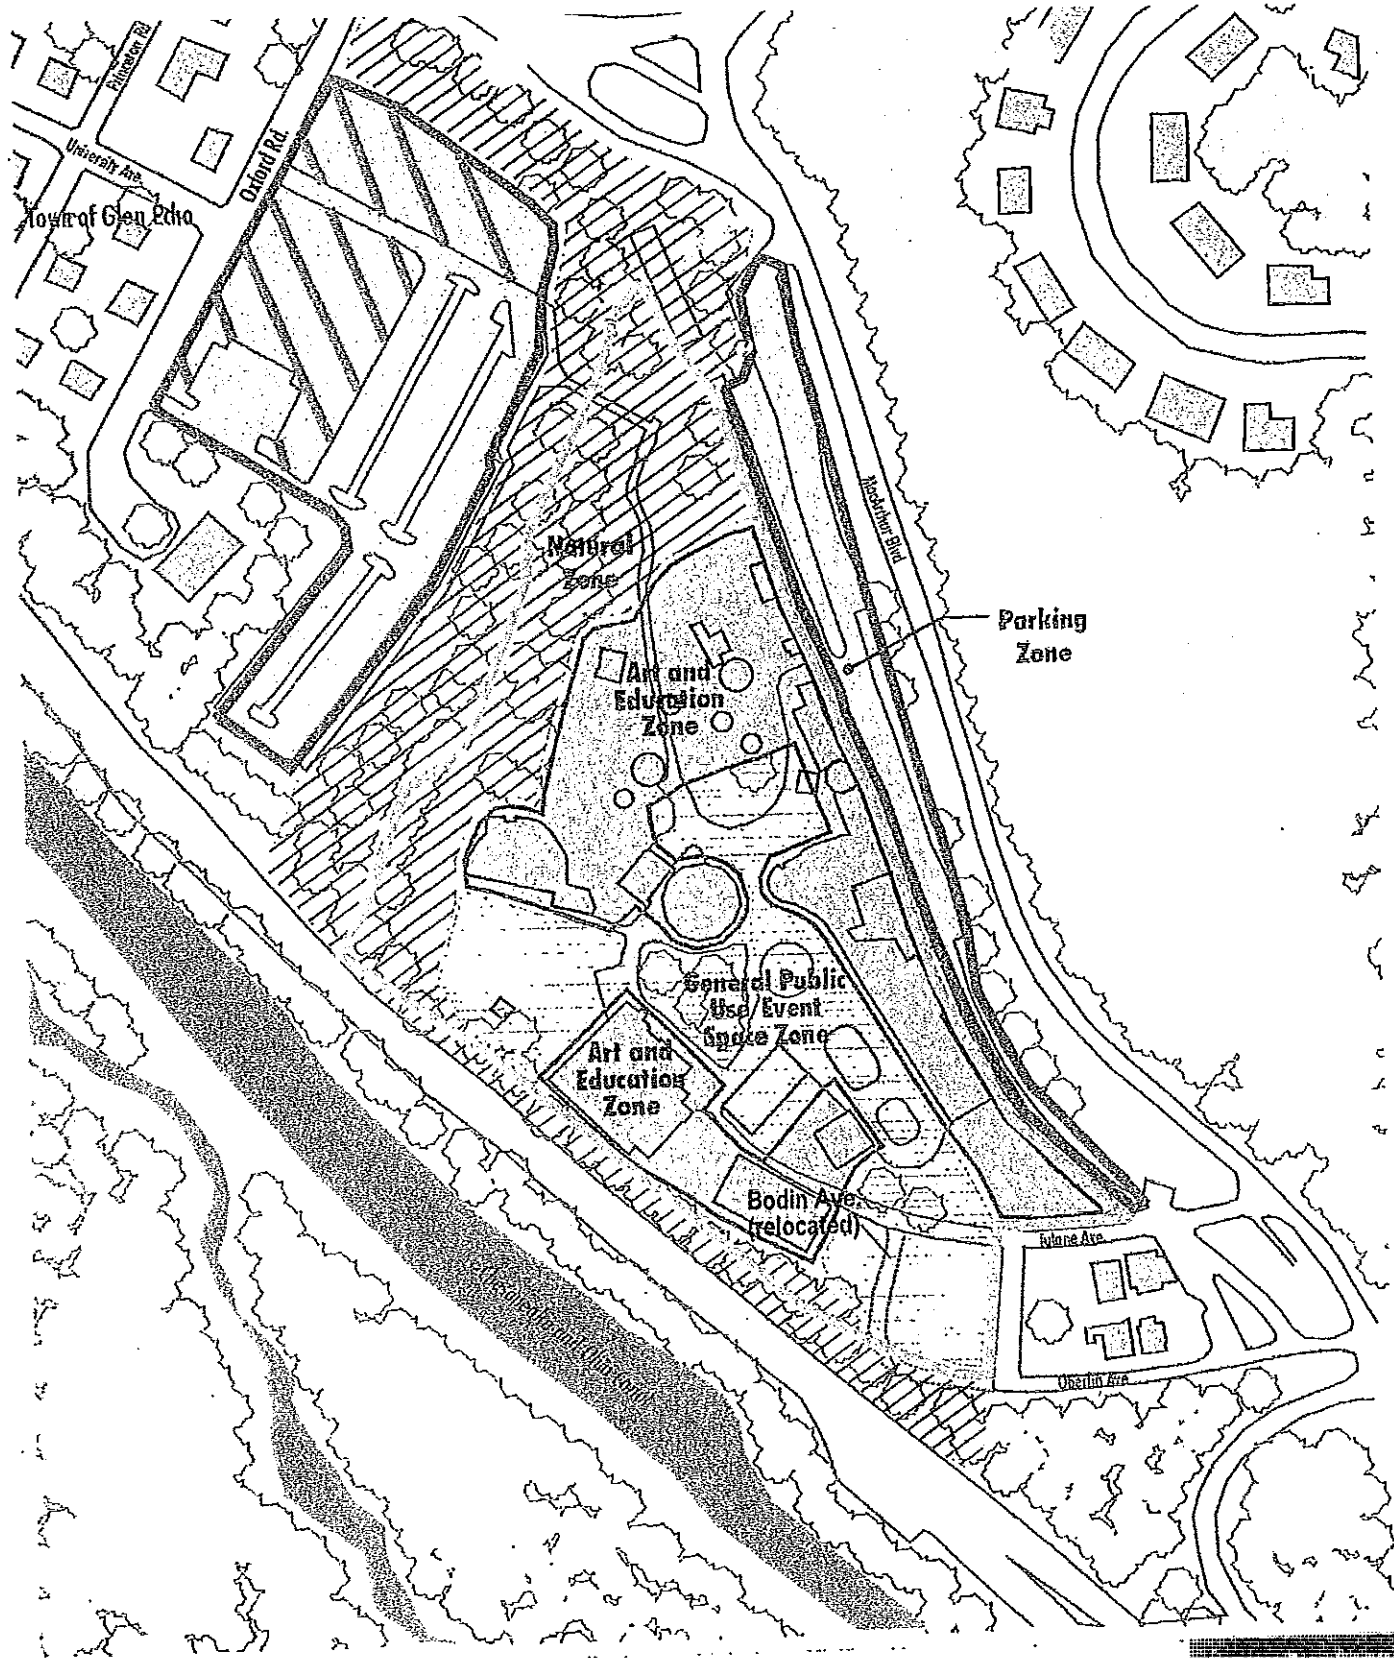 Princeton Rd
University Ave.
Oxford Rd.
Town of Glen Echo
MacArthur Blvd
Natural
Zone
Parking
Zone
Art and
Education
Zone
General Public
Use/Event
Space Zone
Art and
Education
Zone
Bodin Ave.
(relocated)
Tulane Ave.
Oberlin Ave.